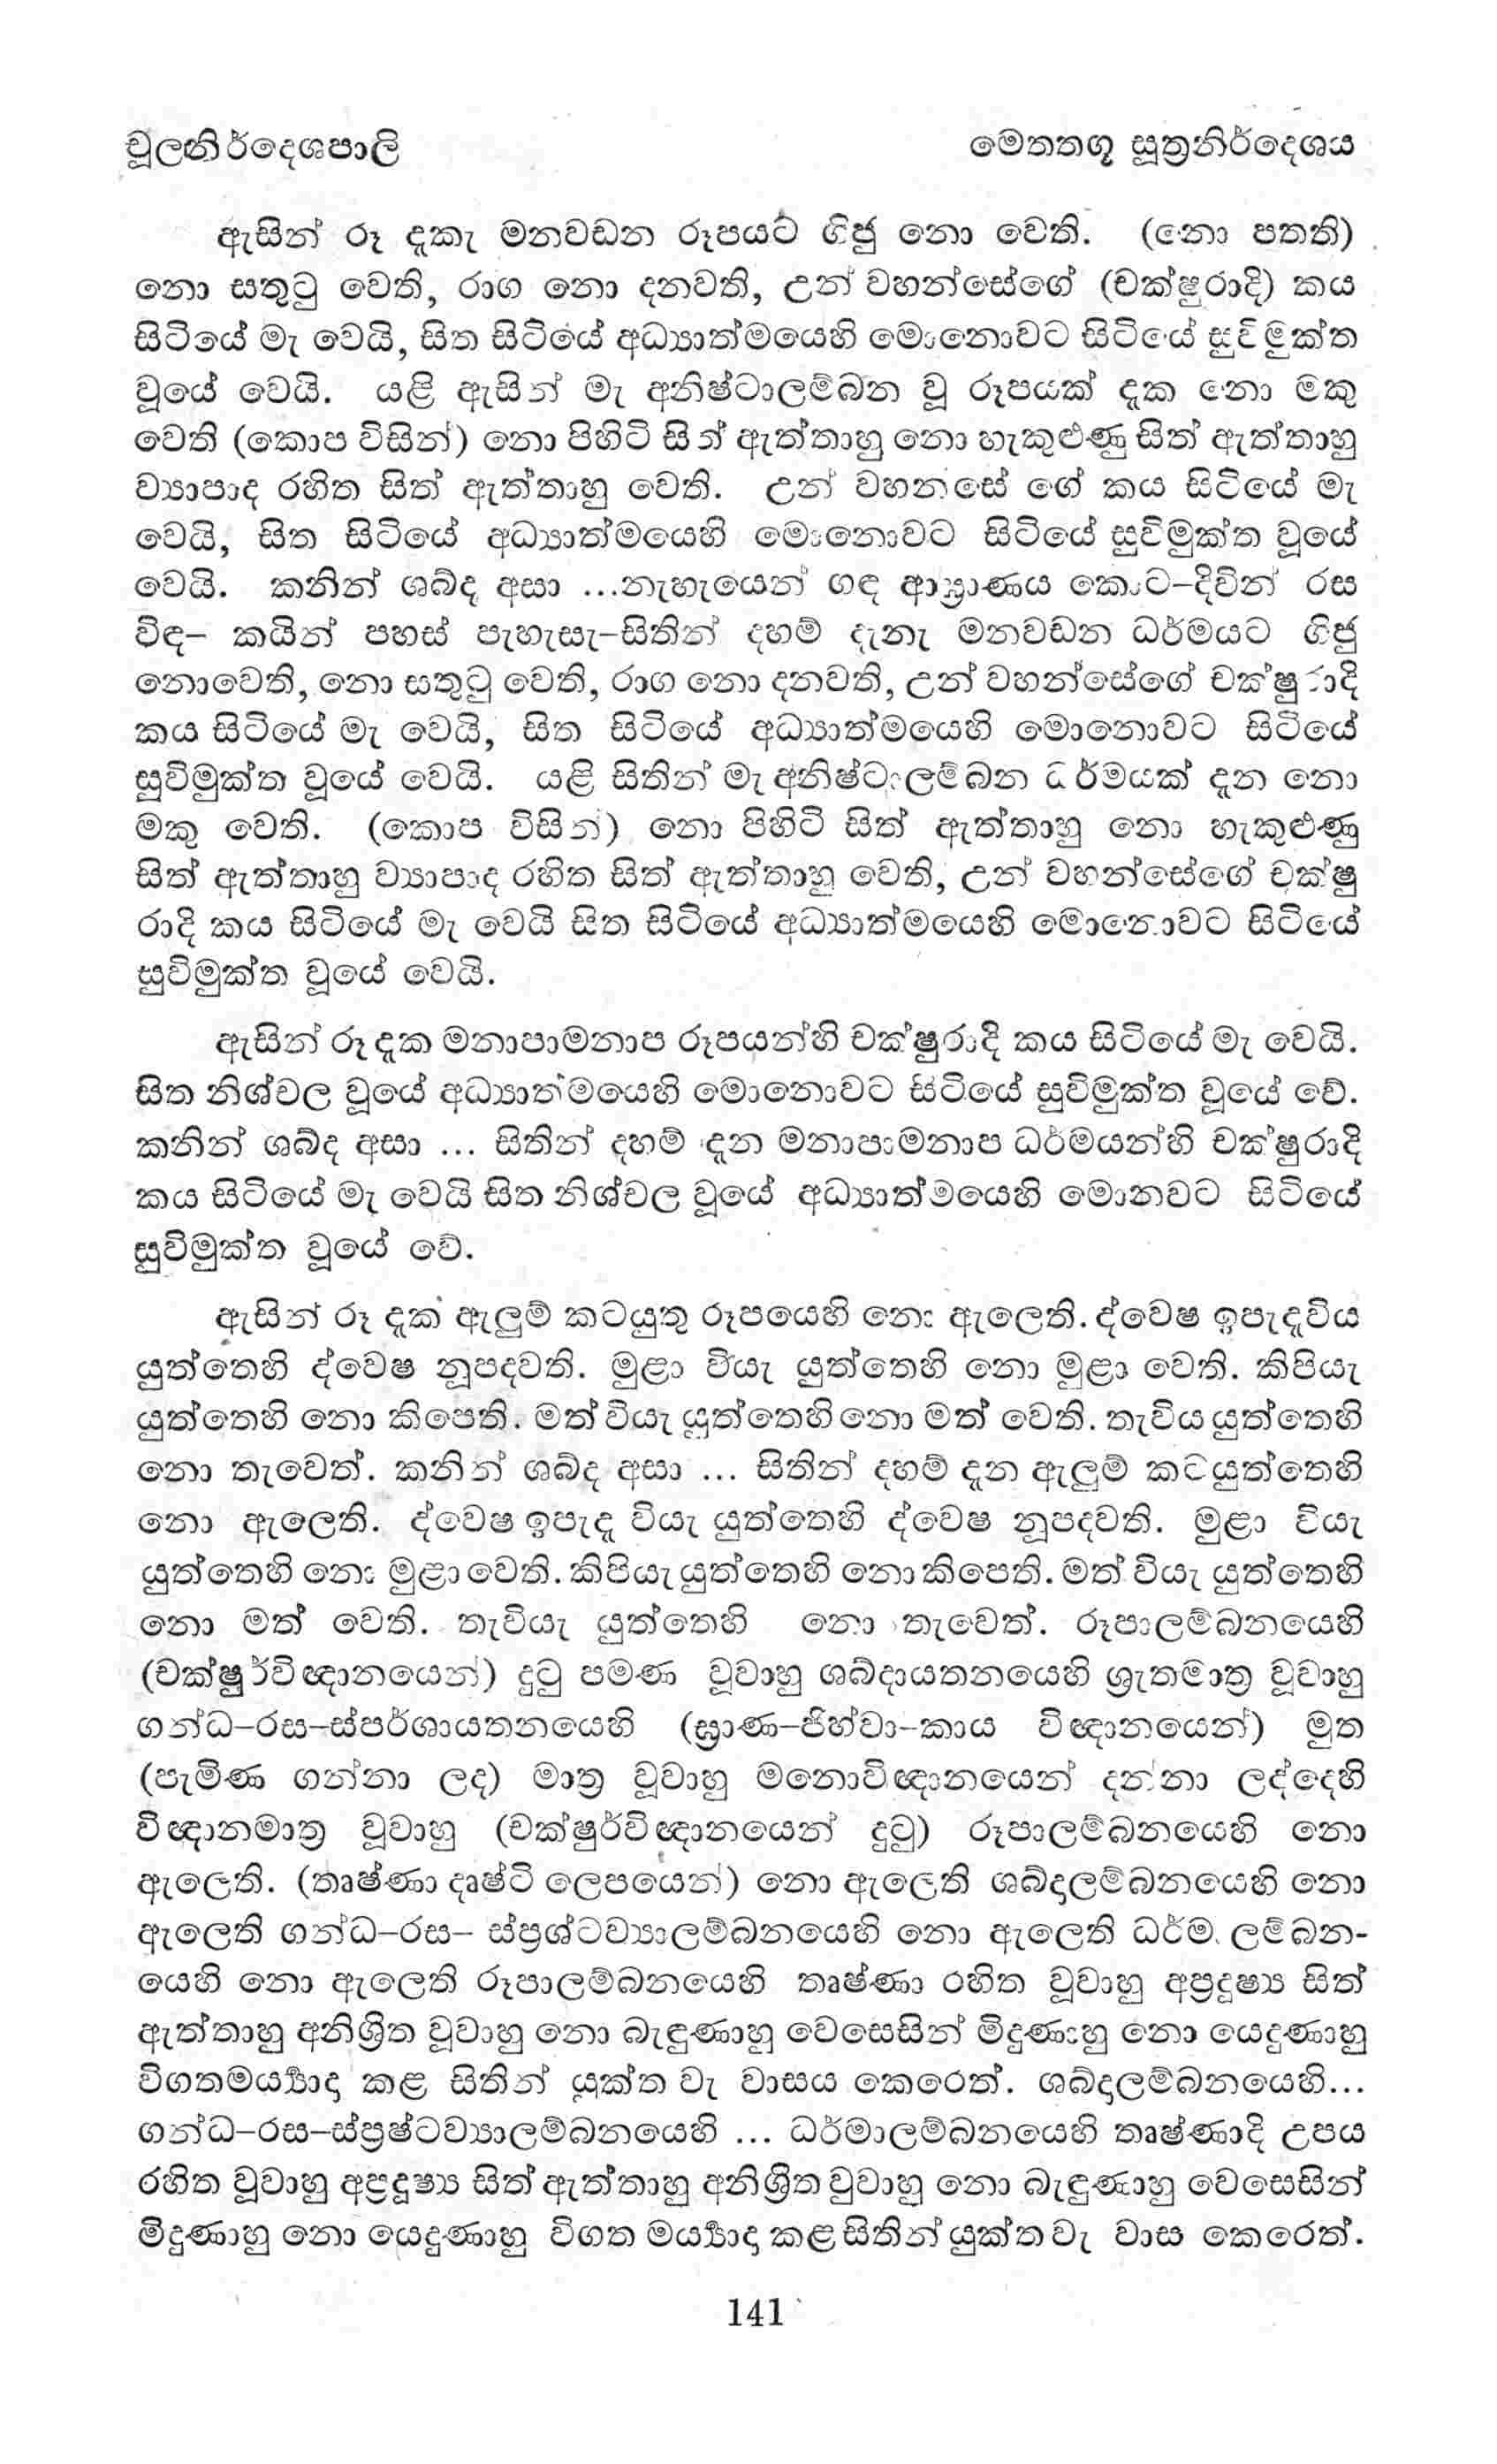 චූලනිර්දෙශපාලි
මෙතතගූ සූත්‍රනිර්දෙශය
ඇසින් රූ දැකැ මනවඩන රූපයට ගිජු නො වෙති. (නො පතති)
නො සතුටු වෙති, රාග නො දනවති, උන් වහන්සේගේ (චක්ෂුරාදි) කය
සිටියේ මැ වෙයි, සිත සිටියේ අධ්‍යාත්මයෙහි මොනොවට සිටියේ සුවිමුක්ත
වූයේ වෙයි. යළි ඇසින් මැ අනිෂ්ටාලම්බන වූ රූපයක් දැක නො මකු
වෙති (කොප විසින්) නො පිහිටි සිත් ඇත්තාහු නො හැකුළුණු සිත් ඇත්තාහු
ව්‍යාපාද රහිත සිත් ඇත්තාහු වෙති. උන් වහනසේ ගේ කය සිටියේ මැ
වෙයි, සිත සිටියේ අධ්‍යාත්මයෙහි මොනොවට සිටියේ සුවිමුක්ත වූයේ
වෙයි. කනින් ශබ්ද අසා ...නැහැයෙන් ගඳ ආඝ්‍රාණය කොට–දිවින් රස
විඳ– කයින් පහස් පැහැසැ–සිතින් දහම් දැනැ මනවඩන ධර්මයට ගිජු
නොවෙති, නො සතුටු වෙති, රාග නො දනවති, උන් වහන්සේගේ චක්ෂුරාදි
කය සිටියේ මැ වෙයි, සිත සිටියේ අධ්‍යාත්මයෙහි මොනොවට සිටියේ
සුවිමුක්ත වූයේ වෙයි. යළි සිතින් මැ අනිෂ්ටාලම්බන ධර්මයක් දැන නො
මකු වෙති. (කොප විසින්) නො පිහිටි සිත් ඇත්තාහු නො හැකුළුණු
සිත් ඇත්තාහු ව්‍යාපාද රහිත සිත් ඇත්තාහු වෙති, උන් වහන්සේගේ චක්ෂු
රාදි කය සිටියේ මැ වෙයි සිත සිටියේ අධ්‍යාත්මයෙහි මොනොවට සිටියේ
සුවිමුක්ත වූයේ වෙයි.
ඇසින් රූ දැක මනාපාමනාප රූපයන්හි චක්ෂුරාදි කය සිටියේ මැ වෙයි.
සිත නිශ්චල වූයේ අධ්‍යාත්මයෙහි මොනොවට සිටියේ සුවිමුක්ත වූයේ වේ.
කනින් ශබ්ද අසා ... සිතින් දහම් දැන මනාපාමනාප ධර්මයන්හි චක්ෂුරාදි
කය සිටියේ මැ වෙයි සිත නිශ්චල වූයේ අධ්‍යාත්මයෙහි මොනවට සිටියේ
සුවිමුක්ත වූයේ වේ.
ඇසින් රූ දැක ඇලුම් කටයුතු රූපයෙහි නො ඇලෙති. ද්වෙෂ ඉපැදැවිය
යුත්තෙහි ද්වෙෂ නූපදවති. මුළා වියැ යුත්තෙහි නො මුළා වෙති. කිපියැ
යුත්තෙහි නො කිපෙති. මත් වියැ යුත්තෙහි නො මත් වෙති. තැවිය යුත්තෙහි
නො තැවෙත්. කනින් ශබ්ද අසා ... සිතින් දහම් දැන ඇලුම් කටයුත්තෙහි
නො ඇලෙති. ද්වෙෂ ඉපැදැ වියැ යුත්තෙහි ද්වෙෂ නූපදවති. මුළා වියැ
යුත්තෙහි නො මුළා වෙති. කිපියැ යුත්තෙහි නො කිපෙති. මත් වියැ යුත්තෙහි
නො මත් වෙති. තැවියැ යුත්තෙහි නො තැවෙත්. රූපාලම්බනයෙහි
(චක්ෂුර්විඥානයෙන්) දුටු පමණ වූවාහු ශබ්දායතනයෙහි ශ්‍රැතමාත්‍ර වූවාහු
ගන්ධ–රස–ස්පර්ශායතනයෙහි (ඝ්‍රාණ–ජිහ්වා–කාය විඥානයෙන්) මුත
(පැමිණ ගන්නා ලද) මාත්‍ර වූවාහු මනොවිඥානයෙන් දන්නා ලද්දෙහි
විඥානමාත්‍ර වූවාහු (චක්ෂුර්විඥානයෙන් දුටු) රූපාලම්බනයෙහි නො
ඇලෙති. (තෘෂ්ණා දෘෂ්ටි ලෙපයෙන්) නො ඇලෙති ශබ්දාලම්බනයෙහි නො
ඇලෙති ගන්ධ–රස– ස්ප්‍රශ්ටව්‍යාලම්බනයෙහි නො ඇලෙති ධර්මාලම්බන-
යෙහි නො ඇලෙති රූපාලම්බනයෙහි තෘෂ්ණා රහිත වූවාහු අප්‍රදූෂ්‍ය සිත්
ඇත්තාහු අනිශ්‍රිත වූවාහු නො බැඳුණාහු වෙසෙසින් මිදුණාහු නො යෙදුණාහු
විගතමර්‍ය්‍යාදා කළ සිතින් යුක්ත වැ වාසය කෙරෙත්. ශබ්දාලම්බනයෙහි...
ගන්ධ–රස–ස්ප්‍රෂ්ටව්‍යාලම්බනයෙහි ... ධර්මාලම්බනයෙහි තෘෂ්ණාදි උපය
රහිත වූවාහු අප්‍රදූෂ්‍ය සිත් ඇත්තාහු අනිශ්‍රිත වුවාහු නො බැඳුණාහු වෙසෙසින්
මිදුණාහු නො යෙදුණාහු විගත මර්‍ය්‍යාදා කළ සිතින් යුක්ත වැ වාස කෙරෙත්.
141